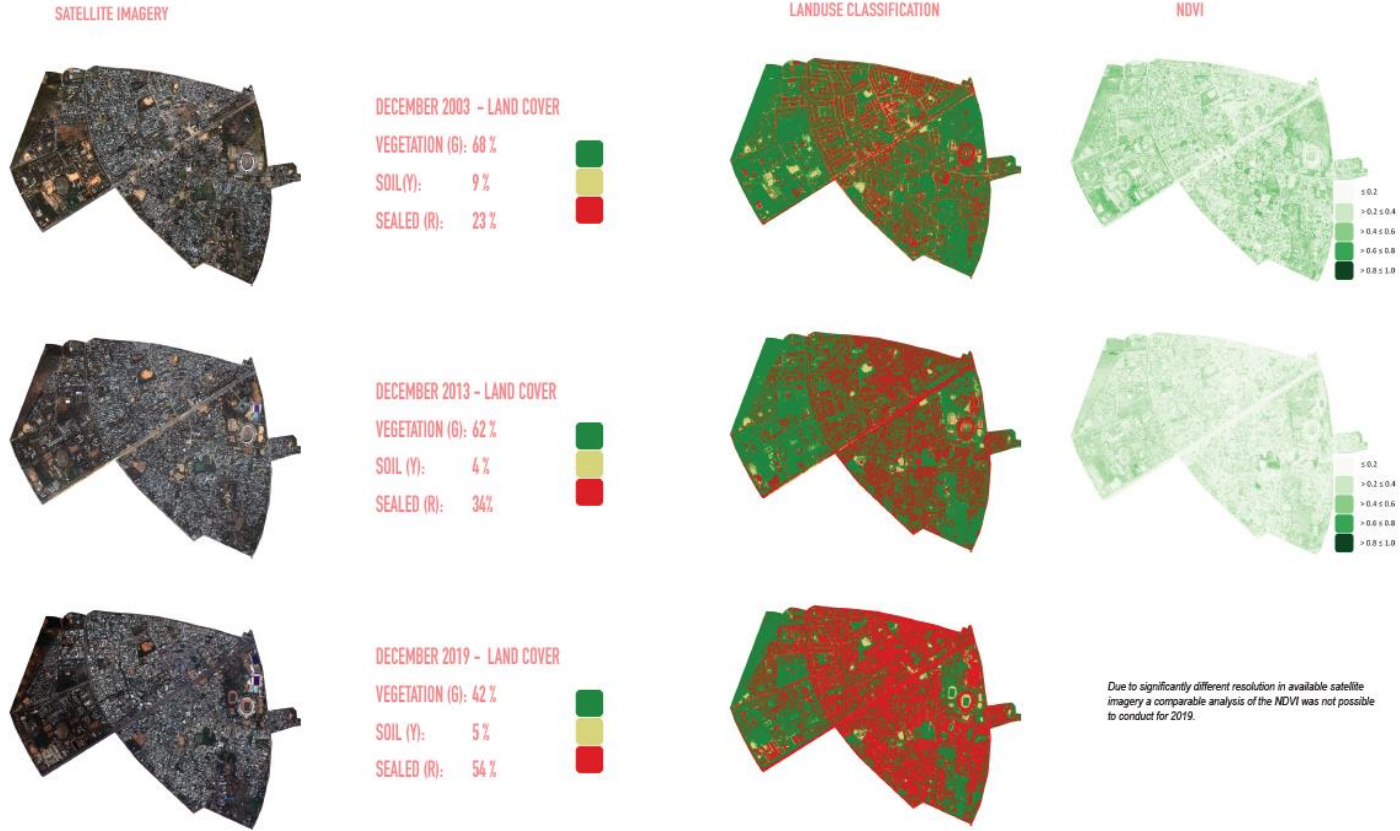 SATELLITE IMAGERY
LANDUSE CLASSIFICATION
NDVI
DECEMBER 2003 - LAND COVER
VEGETATION (G): 68 %
SOIL(Y): 9 %
SEALED (R): 23 %
≤ 0.2
> 0.2 ≤ 0.4
> 0.4 ≤ 0.6
> 0.6 ≤ 0.8
> 0.8 ≤ 1.0
DECEMBER 2013 - LAND COVER
VEGETATION (G): 62 %
SOIL (Y): 4 %
SEALED (R): 34%
≤ 0.2
> 0.2 ≤ 0.4
> 0.4 ≤ 0.6
> 0.6 ≤ 0.8
> 0.8 ≤ 1.0
DECEMBER 2019 - LAND COVER
VEGETATION (G): 42 %
SOIL (Y): 5 %
SEALED (R): 54 %
Due to significantly different resolution in available satellite
imagery a comparable analysis of the NDVI was not possible
to conduct for 2019.